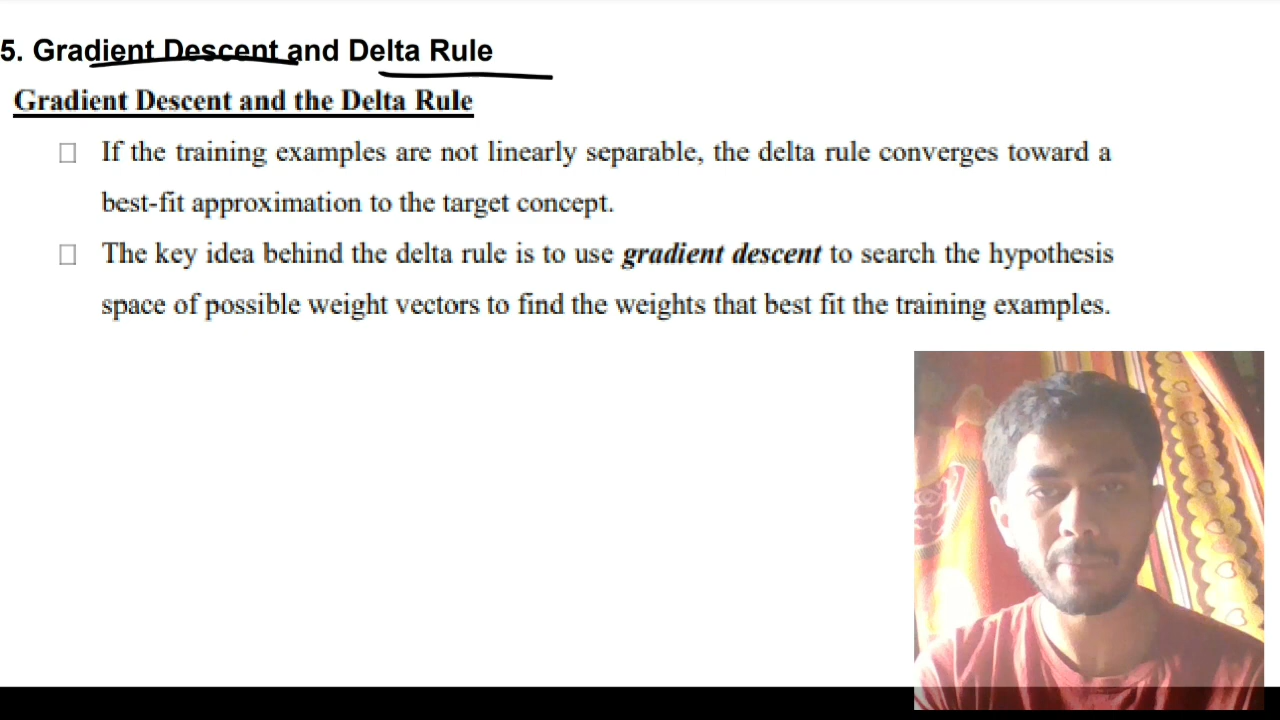 5. Gradient Descent and Delta Rule
Gradient Descent and the Delta Rule
If the training examples are not linearly separable, the delta rule converges toward a
best-fit approximation to the target concept.
The key idea behind the delta rule is to use gradient descent to search the hypothesis
space of possible weight vectors to find the weights that best fit the training examples.